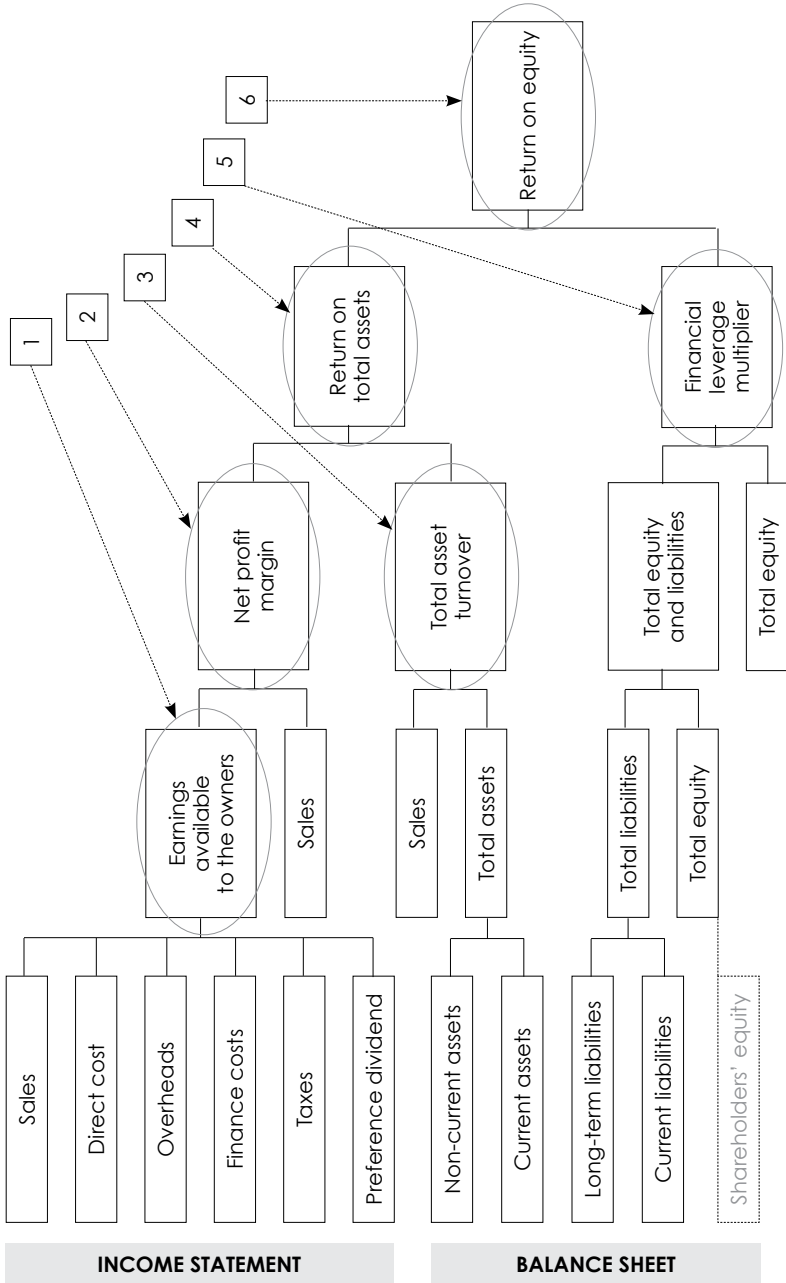 INCOME STATEMENT
Sales
Direct cost
Overheads
Finance costs
Taxes
Preference dividend
Earnings
available
to the owners
Sales
Net profit
margin
1
2
3
4
5
6
BALANCE SHEET
Non-current assets
Current assets
Long-term liabilities
Current liabilities
Shareholders' equity
Sales
Total assets
Total liabilities
Total equity
Total asset
turnover
Total equity
and liabilities
Total equity
Return on
total assets
Financial
leverage
multiplier
Return on equity